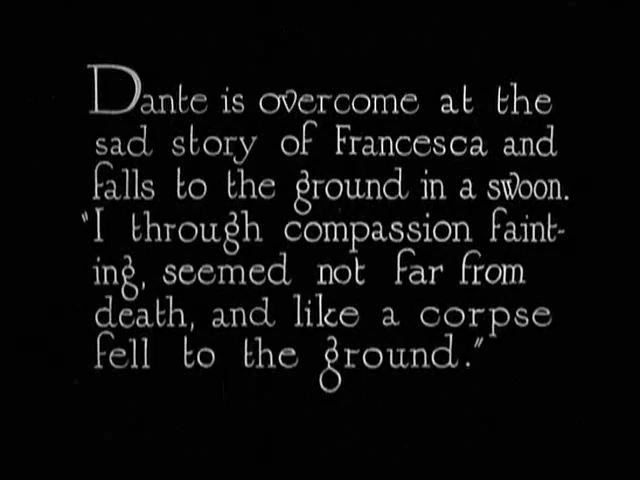 Dante is overcome at the
sad story of Francesca and
falls to the ground in a swoon.
"I through compassion faint-
ing, seemed not far from
death, and like a corpse
fell to the ground."